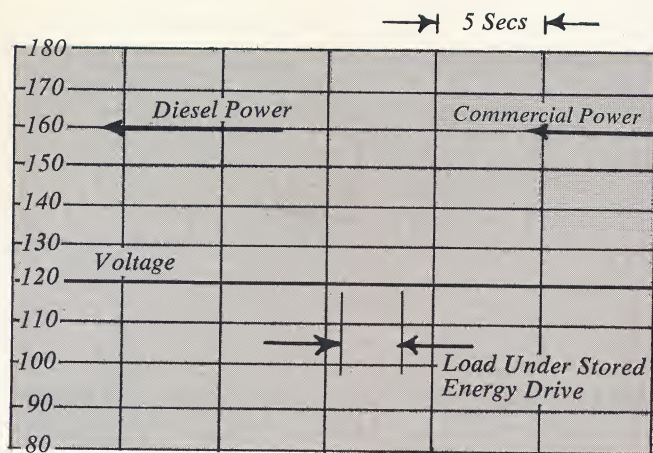 5 Secs
180
170
Diesel Power
Commercial Power
160
150
140
130
Voltage
120
110
100
Load Under Stored
Energy Drive
90
80